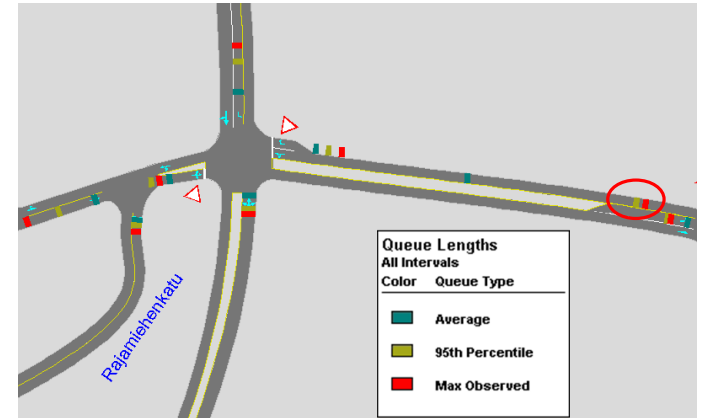 Rajamiehenkatu
Queue Lengths
All Intervals
Color Queue Type
Average
95th Percentile
Max Observed